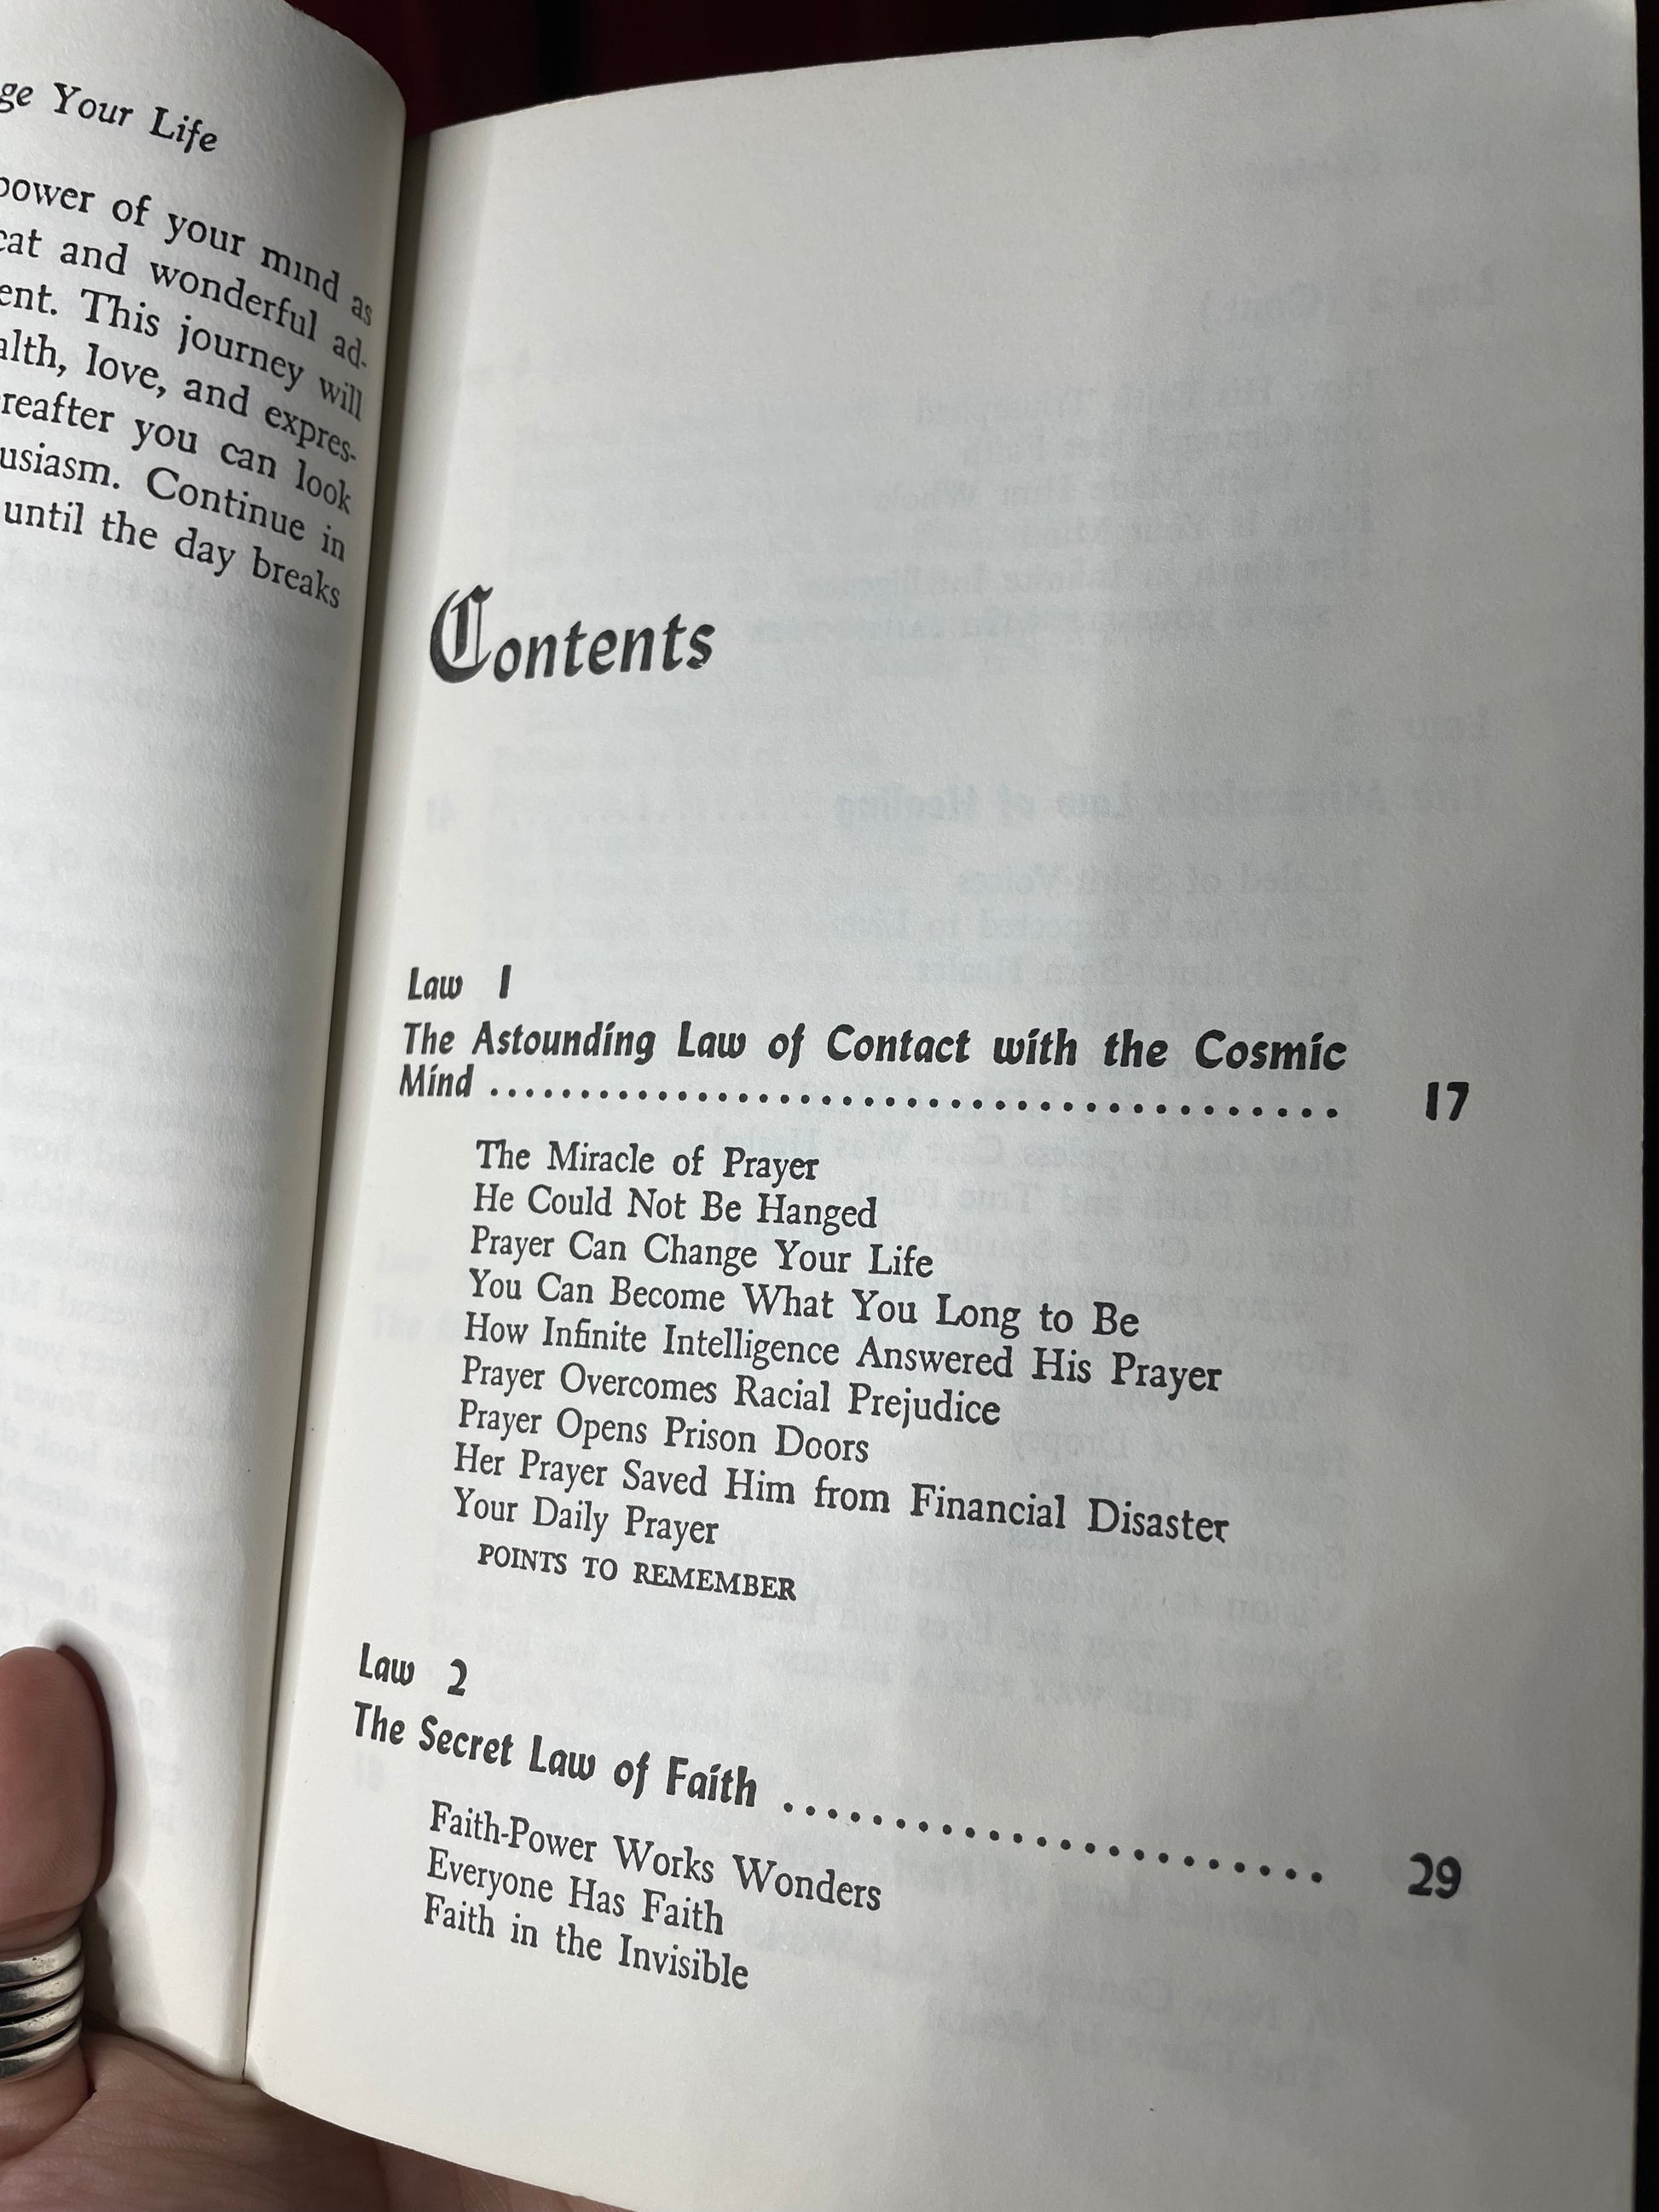 ge Your Life
power of your mind as
and wonderful ad-
ent. This journey will
alth, love, and expres-
reafter you can look
usiasm. Continue in
until the day breaks
Contents
Law 1
The Astounding Law of Contact with the Cosmic
Mind ........................................ 17
The Miracle of Prayer
He Could Not Be Hanged
Prayer Can Change Your Life
You Can Become What You Long to Be
How Infinite Intelligence Answered His Prayer
Prayer Overcomes Racial Prejudice
Prayer Opens Prison Doors
Her Prayer Saved Him from Financial Disaster
Your Daily Prayer
POINTS TO REMEMBER
Law 2
The Secret Law of Faith ......................... 29
Faith-Power Works Wonders
Everyone Has Faith
Faith in the Invisible